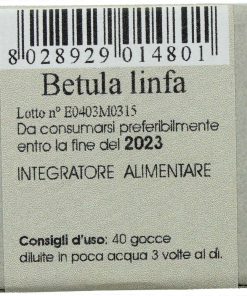 8 028929 014801
Betula linfa
Lotto n° E0403M0315
Da consumarsi preferibilmente
entro la fine del 2023
INTEGRATORE ALIMENTARE
Consigli d'uso: 40 gocce
diluite in poca acqua 3 volte al dì.